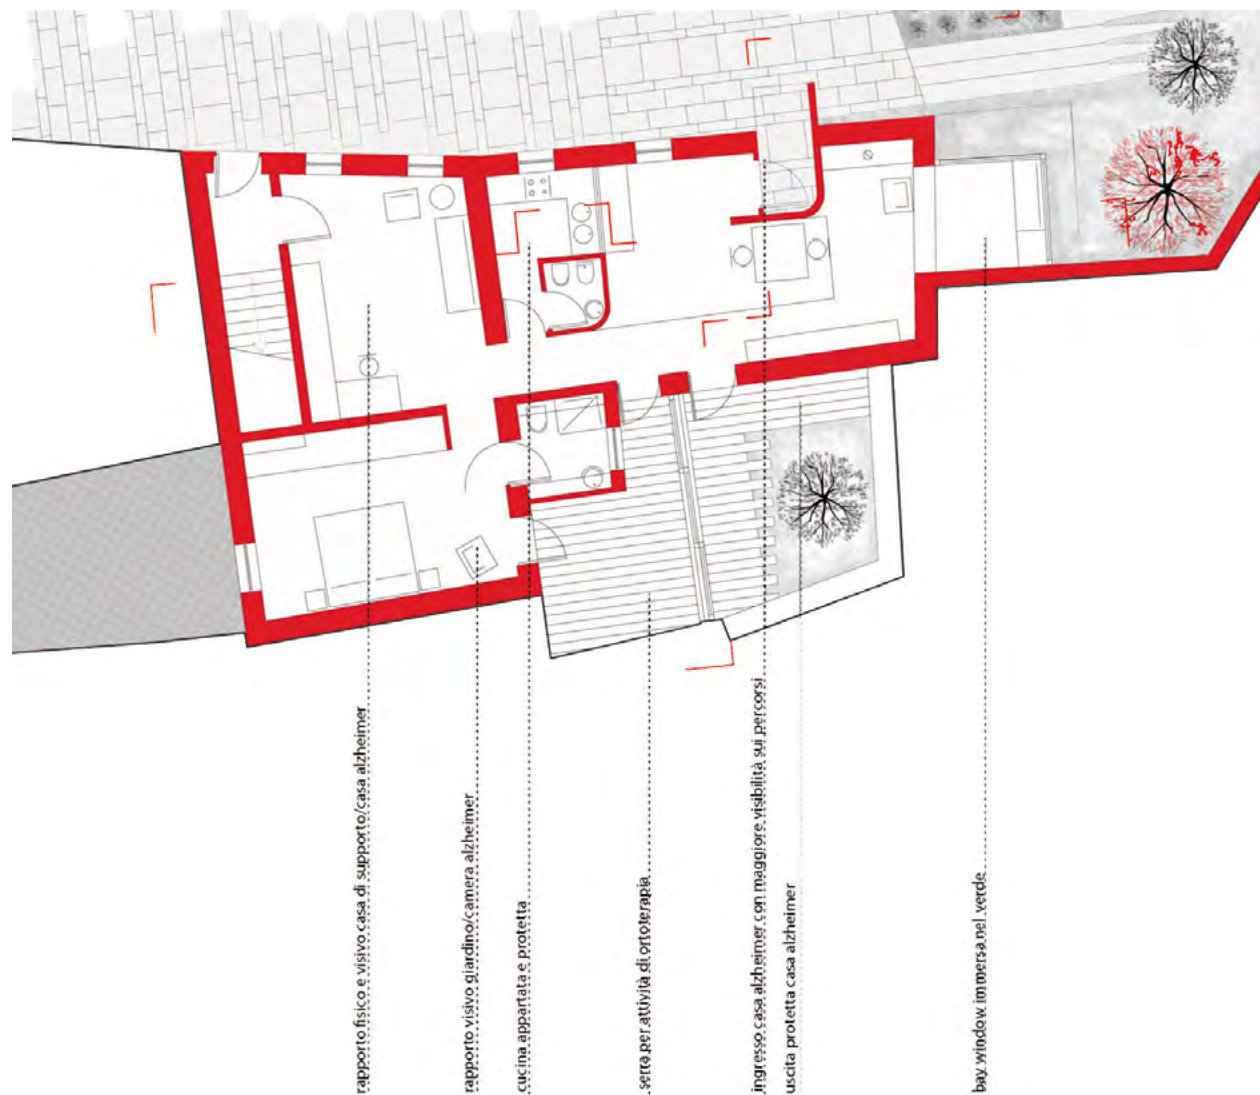 rapporto fisico e visivo casa di supporto/casa alzheimer
rapporto visivo giardino/camera alzheimer
cucina appartata e protetta
serra per attività di ortoterapia
ingresso casa alzheimer con maggiore visibilità sui percorsi
uscita protetta casa alzheimer
bay window immersa nel verde